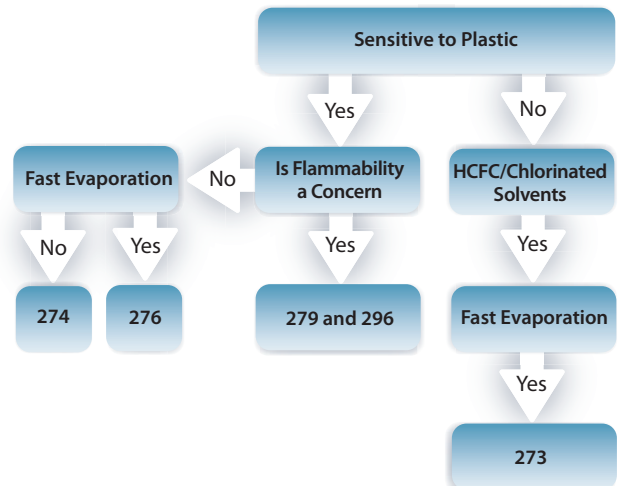 Sensitive to Plastic
Yes
No
Fast Evaporation
No
Is Flammability
a Concern
HCFC/Chlorinated
Solvents
No
Yes
Yes
Yes
274
276
279 and 296
Fast Evaporation
Yes
273